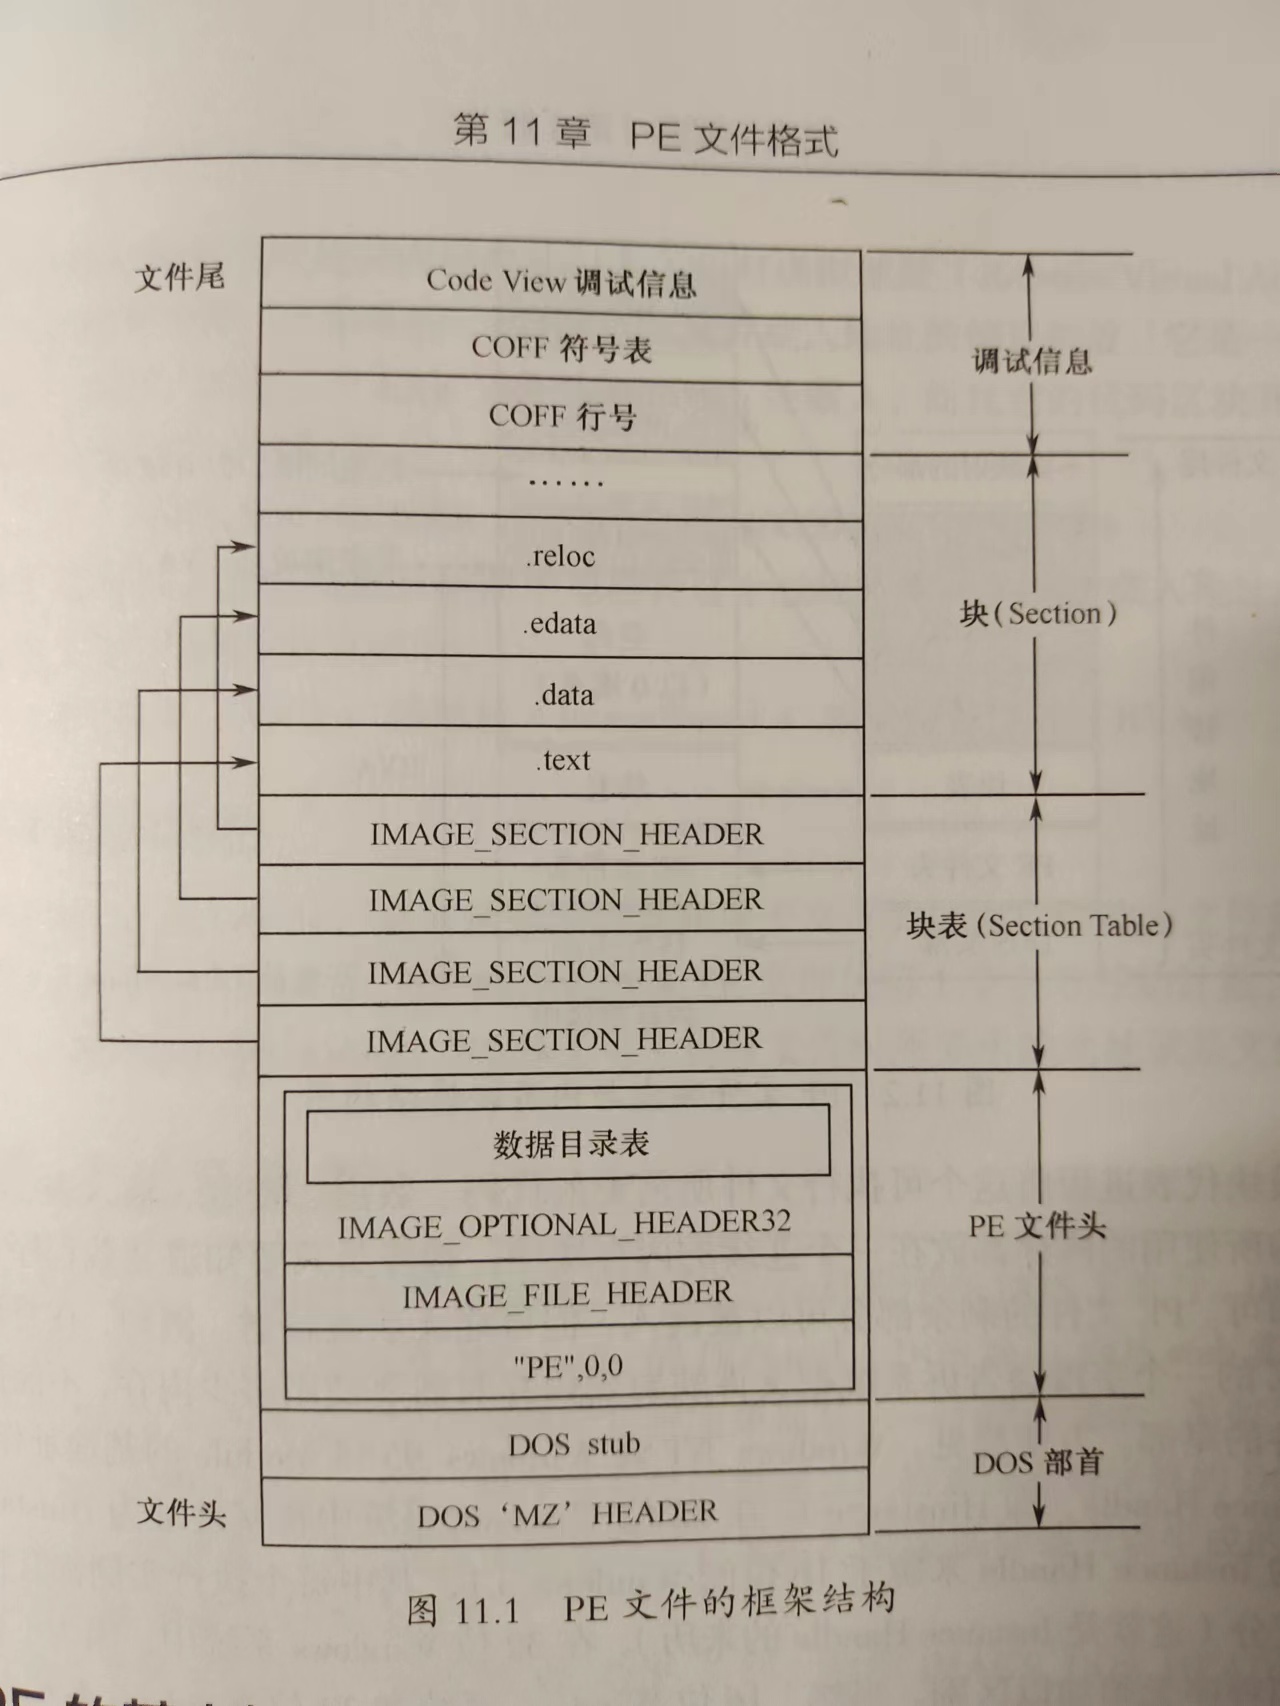 第 11 章 PE 文件格式
文件尾
Code View 调试信息
COFF 符号表
COFF 行号
调试信息
……
.reloc
.edata
.data
.text
块(Section)
IMAGE_SECTION_HEADER
IMAGE_SECTION_HEADER
IMAGE_SECTION_HEADER
IMAGE_SECTION_HEADER
块表(Section Table)
数据目录表
IMAGE_OPTIONAL_HEADER32
IMAGE_FILE_HEADER
"PE",0,0
PE 文件头
DOS stub
DOS 'MZ' HEADER
DOS 部首
文件头
图 11.1 PE 文件的框架结构